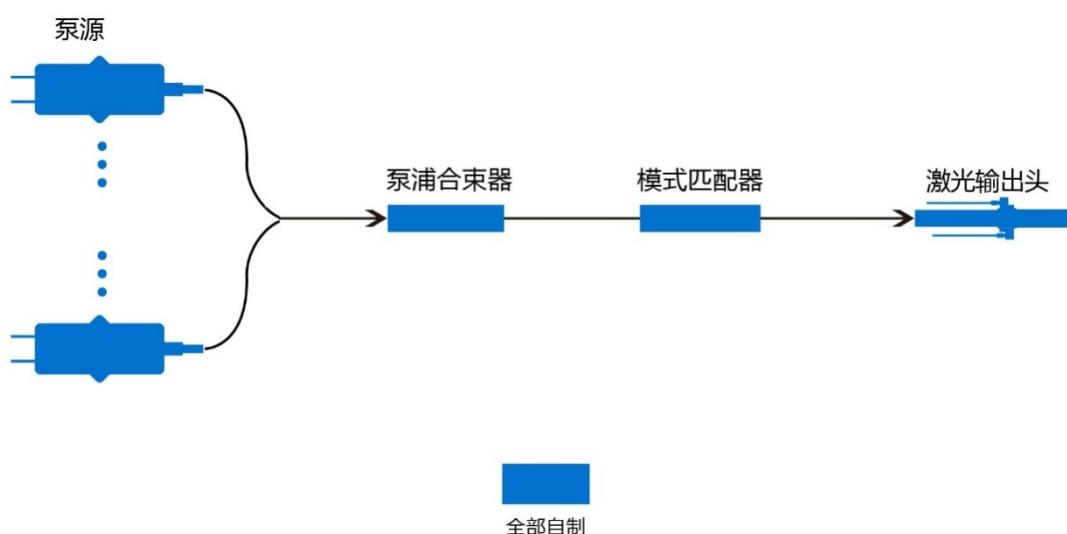 泵源
泵浦合束器
模式匹配器
激光输出头
全部自制